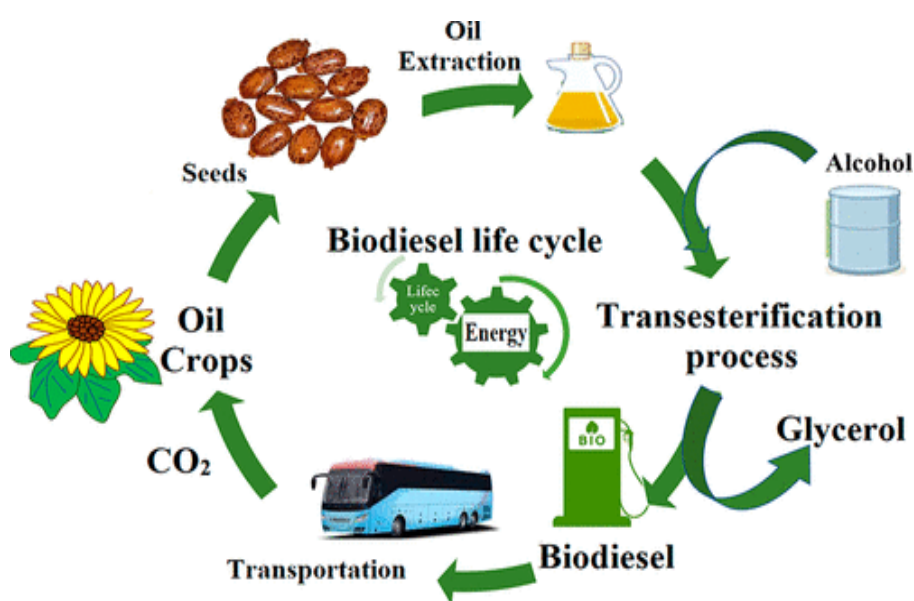 Oil
Extraction
Seeds
Alcohol
Biodiesel life cycle
Lifec
ycle
Energy
Oil
Crops
Transesterification
process
BIO
Glycerol
CO₂
Biodiesel
Transportation